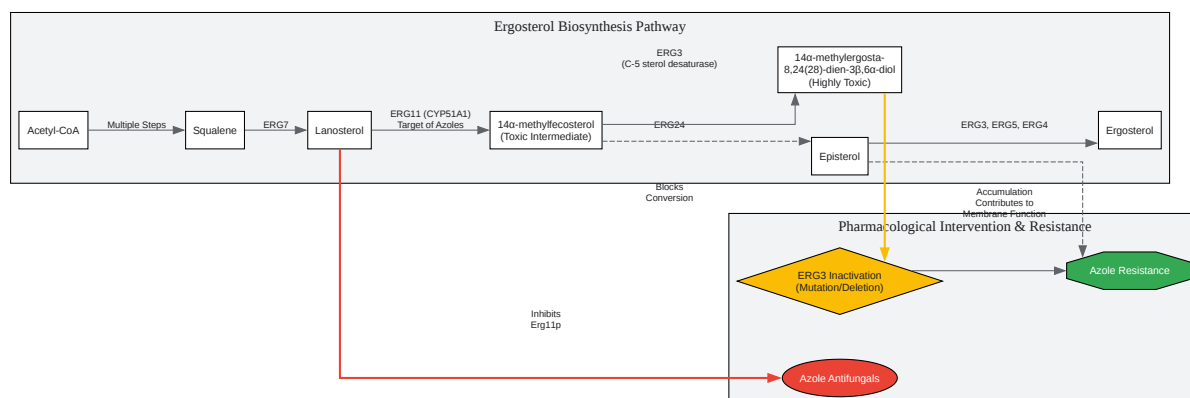 Ergosterol Biosynthesis Pathway
ERG3
(C-5 sterol desaturase)
14α-methylergosta-
8,24(28)-dien-3β,6α-diol
(Highly Toxic)
Acetyl-CoA
Multiple Steps
Squalene
ERG7
Lanosterol
ERG11 (CYP51A1)
Target of Azoles
14α-methylfecosterol
(Toxic Intermediate)
ERG24
Episterol
ERG3, ERG5, ERG4
Ergosterol
Blocks
Conversion
Accumulation
Contributes to
Membrane Function
Pharmacological Intervention & Resistance
ERG3 Inactivation
(Mutation/Deletion)
Azole Resistance
Inhibits
Erg11p
Azole Antifungals